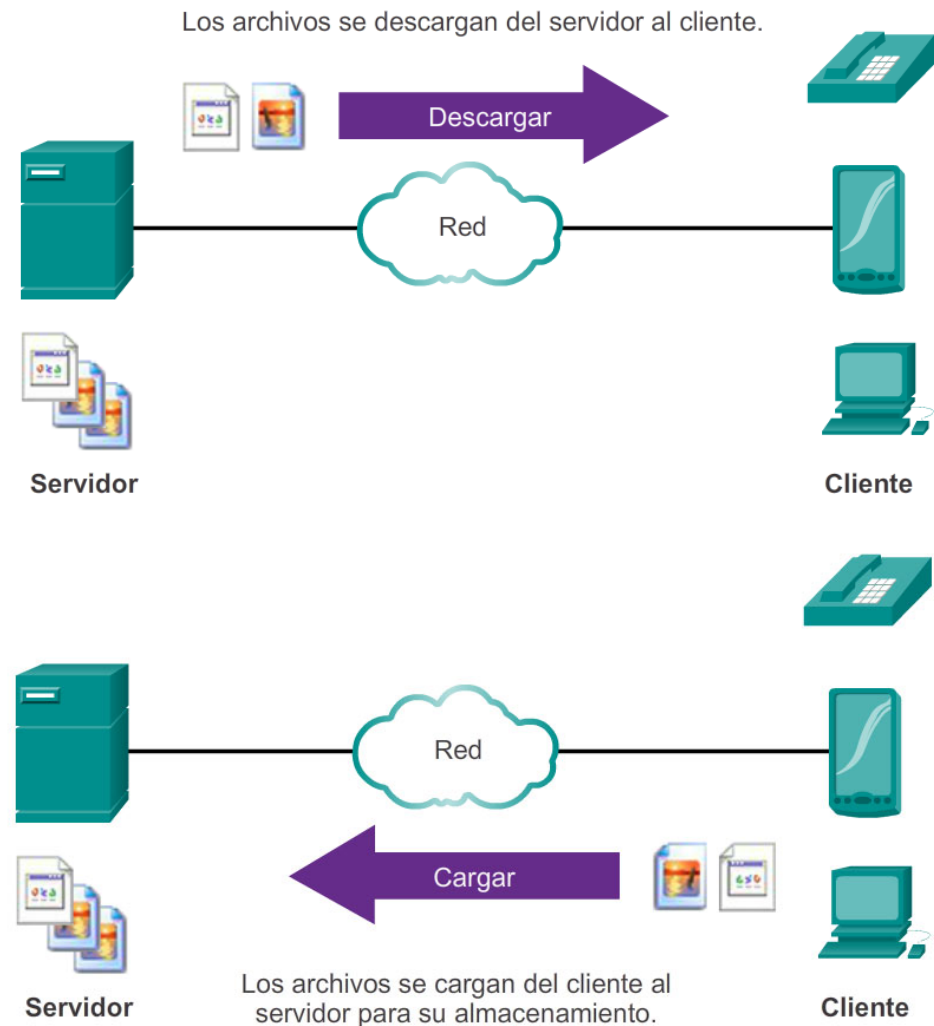 Los archivos se descargan del servidor al cliente.
Descargar
Red
Servidor
Cliente
Red
Cargar
Los archivos se cargan del cliente al
servidor para su almacenamiento.
Servidor
Cliente